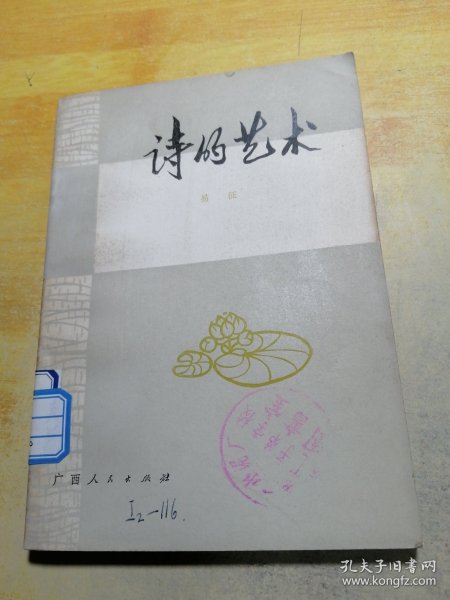 诗的艺术
易征
广西人民出版社
I2-116.
孔夫子旧书网
www.kongfz.com